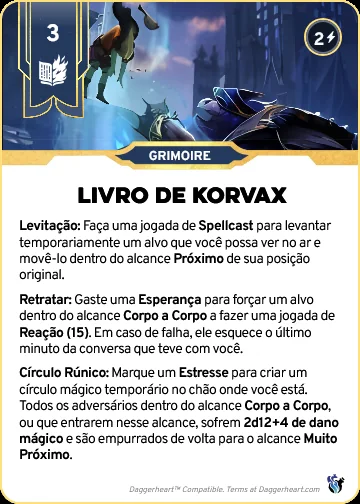 3
2
GRIMOIRE
LIVRO DE KORVAX
Levitação: Faça uma jogada de Spellcast para levantar
temporariamente um alvo que você possa ver no ar e
movê-lo dentro do alcance Próximo de sua posição
original.
Retratar: Gaste uma Esperança para forçar um alvo
dentro do alcance Corpo a Corpo a fazer uma jogada de
Reação (15). Em caso de falha, ele esquece o último
minuto da conversa que teve com você.
Círculo Rúnico: Marque um Estresse para criar um
círculo mágico temporário no chão onde você está.
Todos os adversários dentro do alcance Corpo a Corpo,
ou que entrarem nesse alcance, sofrem 2d12+4 de dano
mágico e são empurrados de volta para o alcance Muito
Próximo.
Daggerheart™ Compatible. Terms at Daggerheart.com